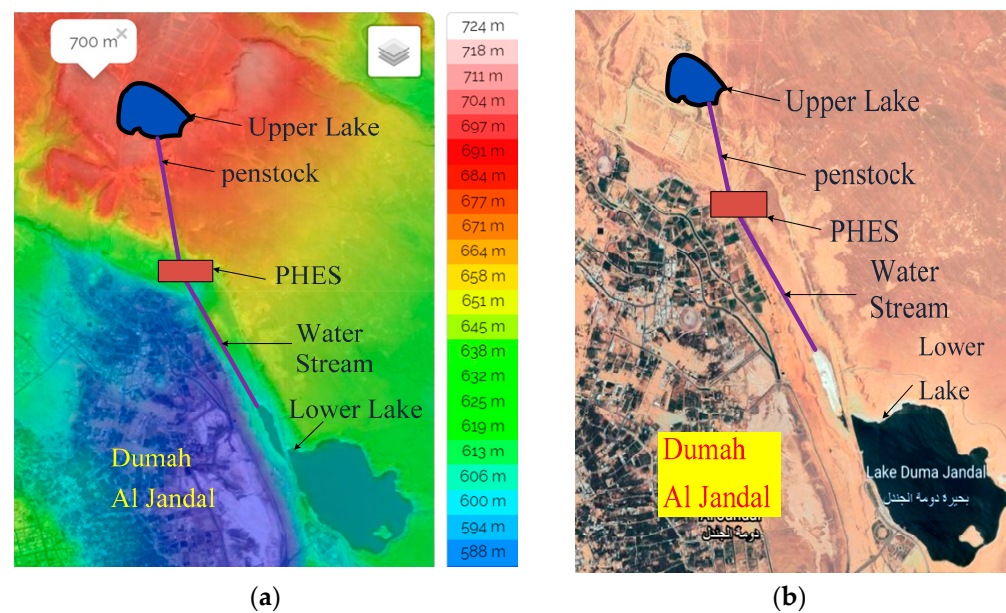 700 m
×
Upper Lake
penstock
PHES
Water
Stream
Lower Lake
Dumah
Al Jandal
724 m
718 m
711 m
704 m
697 m
691 m
684 m
677 m
671 m
664 m
658 m
651 m
645 m
638 m
632 m
625 m
619 m
613 m
606 m
600 m
594 m
588 m
(a)
Upper Lake
penstock
PHES
Water
Stream
Lower
Lake
Dumah
Al Jandal
دومة الجندل
Lake Duma Jandal
بحيرة دومة الجندل
(b)